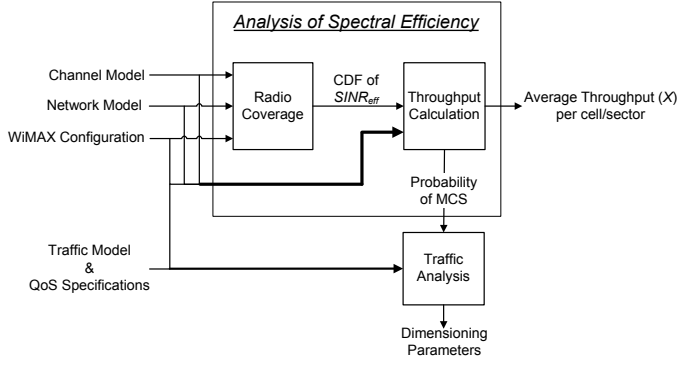 Analysis of Spectral Efficiency
Channel Model
Network Model
WiMAX Configuration
Radio
Coverage
CDF of
SINReff
Throughput
Calculation
Average Throughput (X)
per cell/sector
Probability
of MCS
Traffic Model
&
QoS Specifications
Traffic
Analysis
Dimensioning
Parameters